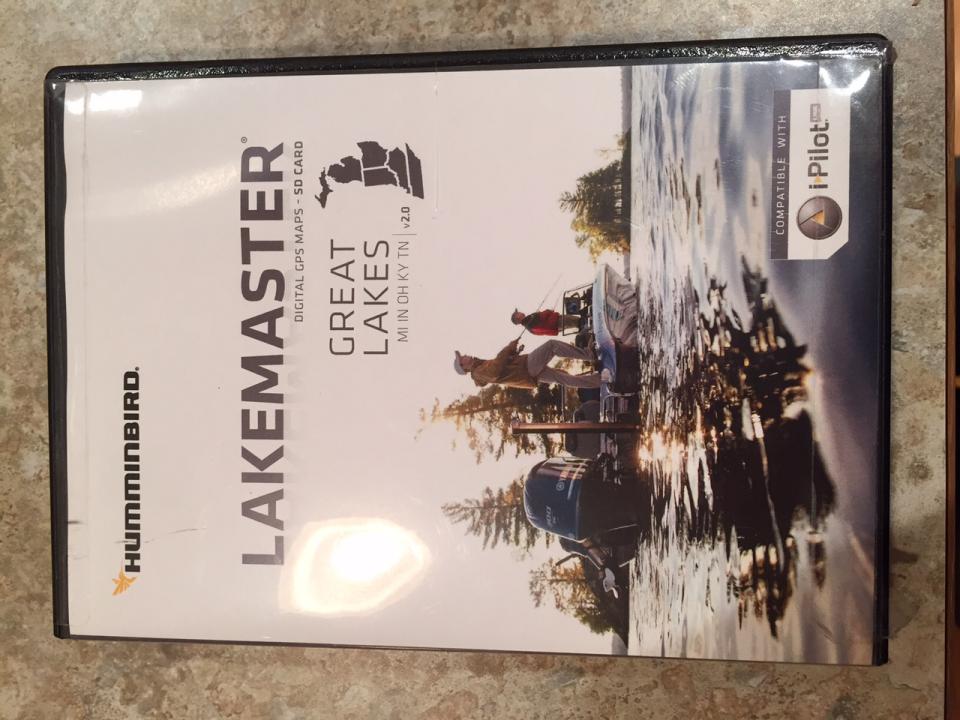 HUMMINBIRD.
LAKEMASTER®
DIGITAL GPS MAPS - SD CARD
GREAT
LAKES
MI IN OH KY TN | v2.0
COMPATIBLE WITH
i-Pilot